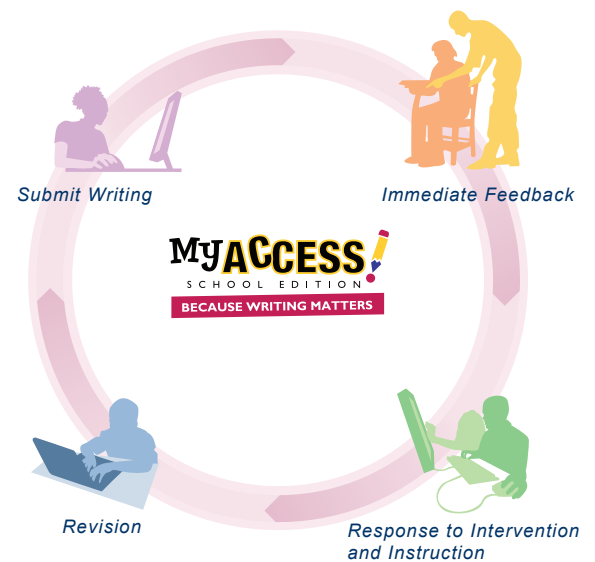 Submit Writing
Immediate Feedback
MyACCESS!
SCHOOL EDITION
BECAUSE WRITING MATTERS
Revision
Response to Intervention
and Instruction